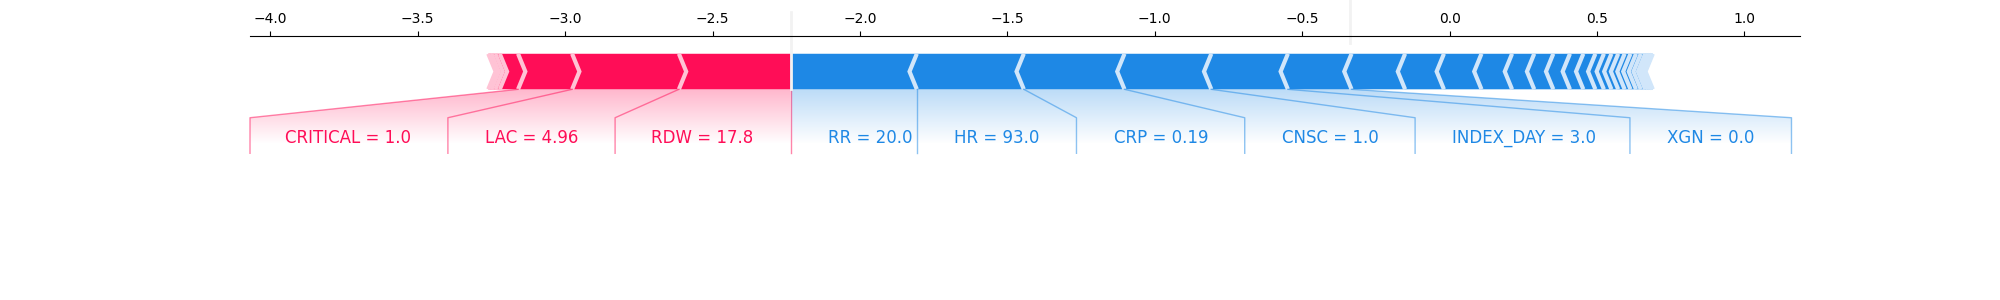 −4.0 −3.5 −3.0 −2.5 −2.0 −1.5 −1.0 −0.5 0.0 0.5 1.0
CRITICAL = 1.0 LAC = 4.96 RDW = 17.8 RR = 20.0 HR = 93.0 CRP = 0.19 CNSC = 1.0 INDEX_DAY = 3.0 XGN = 0.0